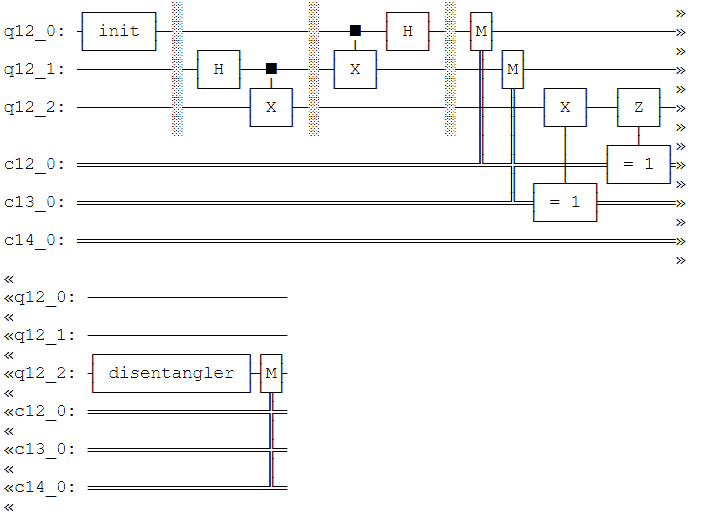 »
q12_0: init H M »
»
q12_1: H X M »
»
q12_2: X X Z »
»
c12_0: = 1 »
»
c13_0: = 1 »
»
c14_0: »
»
«
«q12_0:
«
«q12_1:
«
«q12_2: disentangler M
«
«c12_0:
«
«c13_0:
«
«c14_0:
«